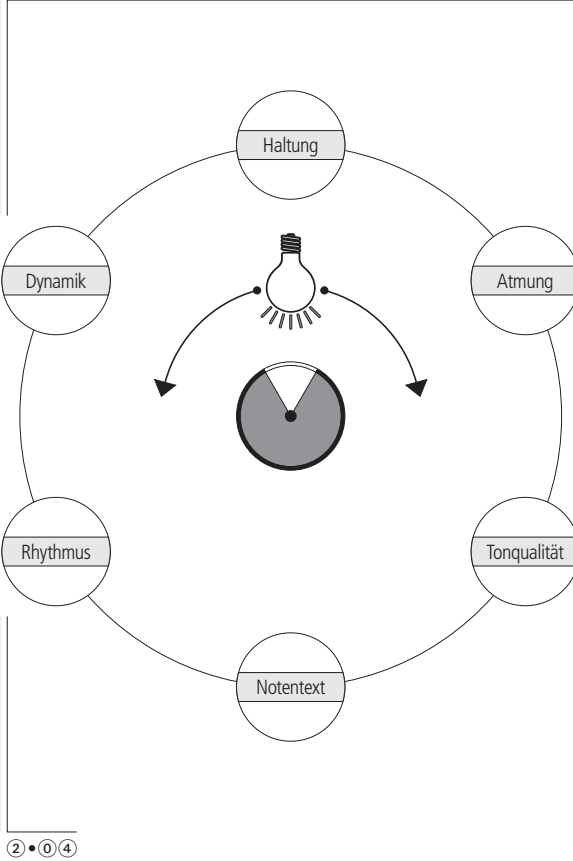 Haltung
Dynamik
Atmung
Rhythmus
Tonqualität
Notentext
②•⓪④